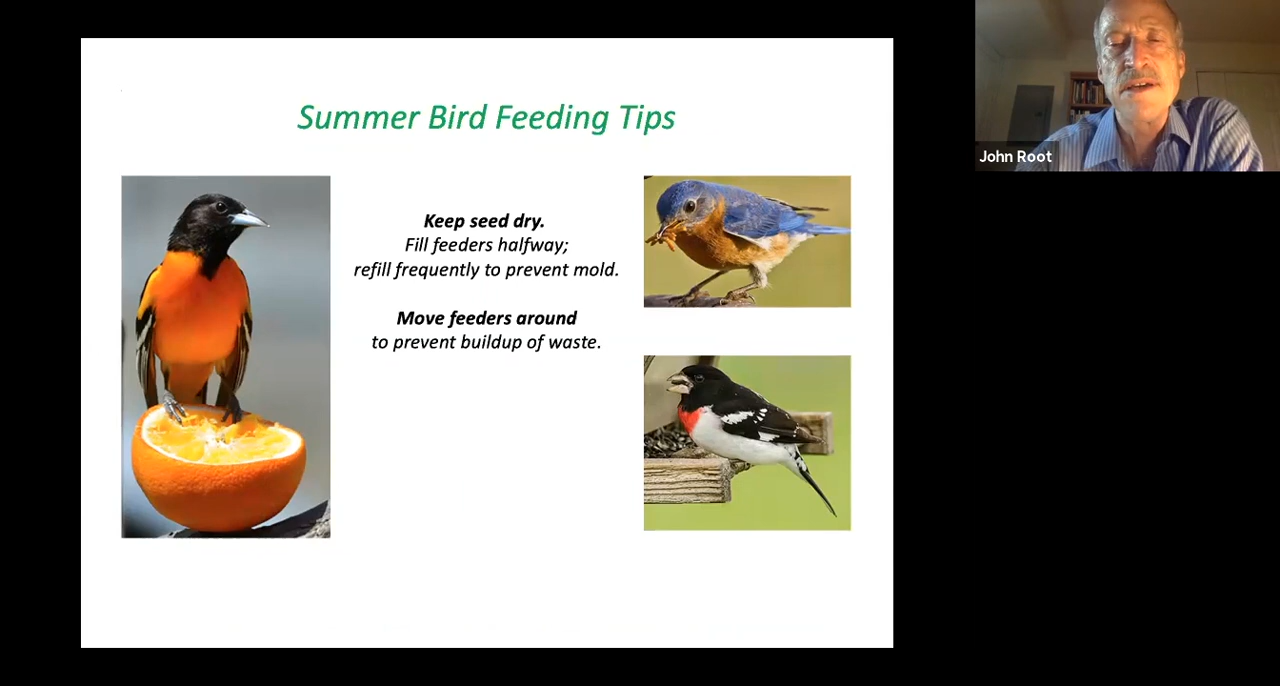 Summer Bird Feeding Tips
Keep seed dry.
Fill feeders halfway;
refill frequently to prevent mold.
Move feeders around
to prevent buildup of waste.
John Root